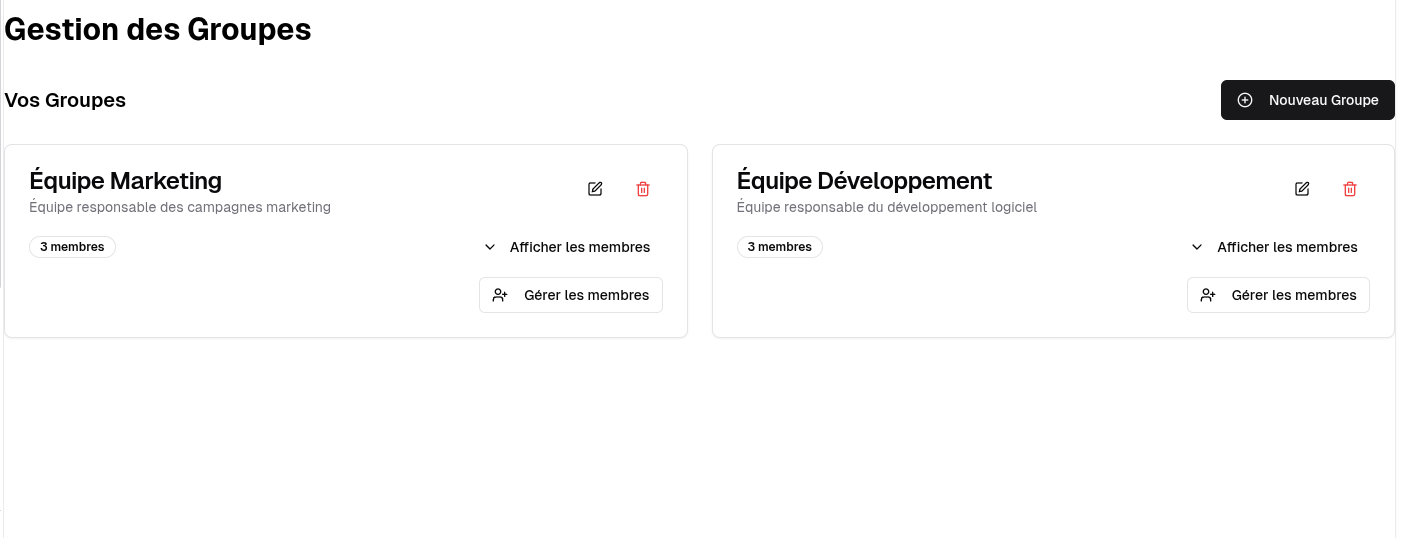 Gestion des Groupes
Vos Groupes
Nouveau Groupe
Équipe Marketing
Équipe responsable des campagnes marketing
3 membres
Afficher les membres
Gérer les membres
Équipe Développement
Équipe responsable du développement logiciel
3 membres
Afficher les membres
Gérer les membres